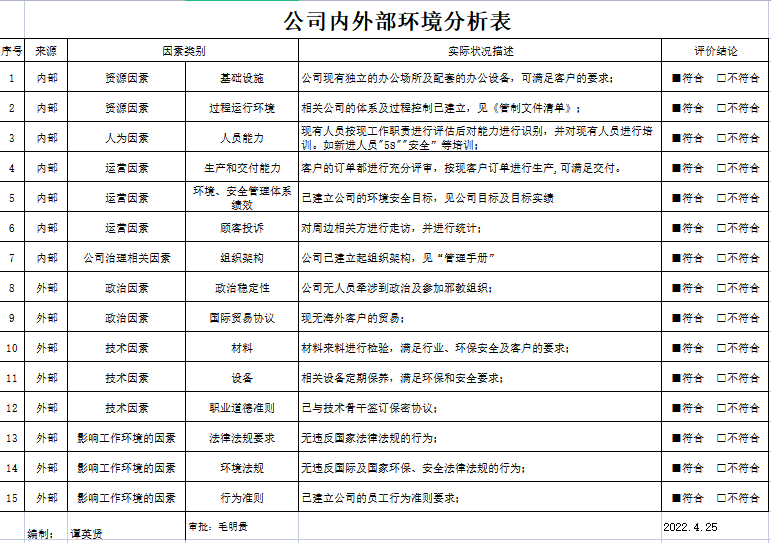 公司内外部环境分析表
序号 来源 因素类别 实际状况描述 评价结论
1 内部 资源因素 基础设施 公司现有独立的办公场所及配套的办公设备，可满足客户的要求； ■符合 □不符合
2 内部 资源因素 过程运行环境 相关公司的体系及过程控制已建立，见《管制文件清单》； ■符合 □不符合
3 内部 人为因素 人员能力 现有人员按现工作职责进行评估后对能力进行识别，并对现有人员进行培
训。如新进人员"5S""安全”等培训； ■符合 □不符合
4 内部 运营因素 生产和交付能力 客户的订单都进行充分评审，按现客户订单进行生产，可满足交付。 ■符合 □不符合
5 内部 运营因素 环境、安全管理体系
绩效 已建立公司的环境安全目标，见公司目标及目标实绩 ■符合 □不符合
6 内部 运营因素 顾客投诉 对周边相关方进行走访，并进行统计； ■符合 □不符合
7 内部 公司治理相关因素 组织架构 公司已建立起组织架构，见“管理手册” ■符合 □不符合
8 外部 政治因素 政治稳定性 公司无人员牵涉到政治及参加邪教组织； ■符合 □不符合
9 外部 政治因素 国际贸易协议 现无海外客户的贸易； ■符合 □不符合
10 外部 技术因素 材料 材料来料进行检验，满足行业、环保安全及客户的要求； ■符合 □不符合
11 外部 技术因素 设备 相关设备定期保养，满足环保和安全要求； ■符合 □不符合
12 外部 技术因素 职业道德准则 已与技术骨干签订保密协议； ■符合 □不符合
13 外部 影响工作环境的因素 法律法规要求 无违反国家法律法规的行为； ■符合 □不符合
14 外部 影响工作环境的因素 环境法规 无违反国际及国家环保、安全法律法规的行为； ■符合 □不符合
15 外部 影响工作环境的因素 行为准则 已建立公司的员工行为准则要求； ■符合 □不符合
编制： 谭英贤 审批：毛明贵 2022.4.25